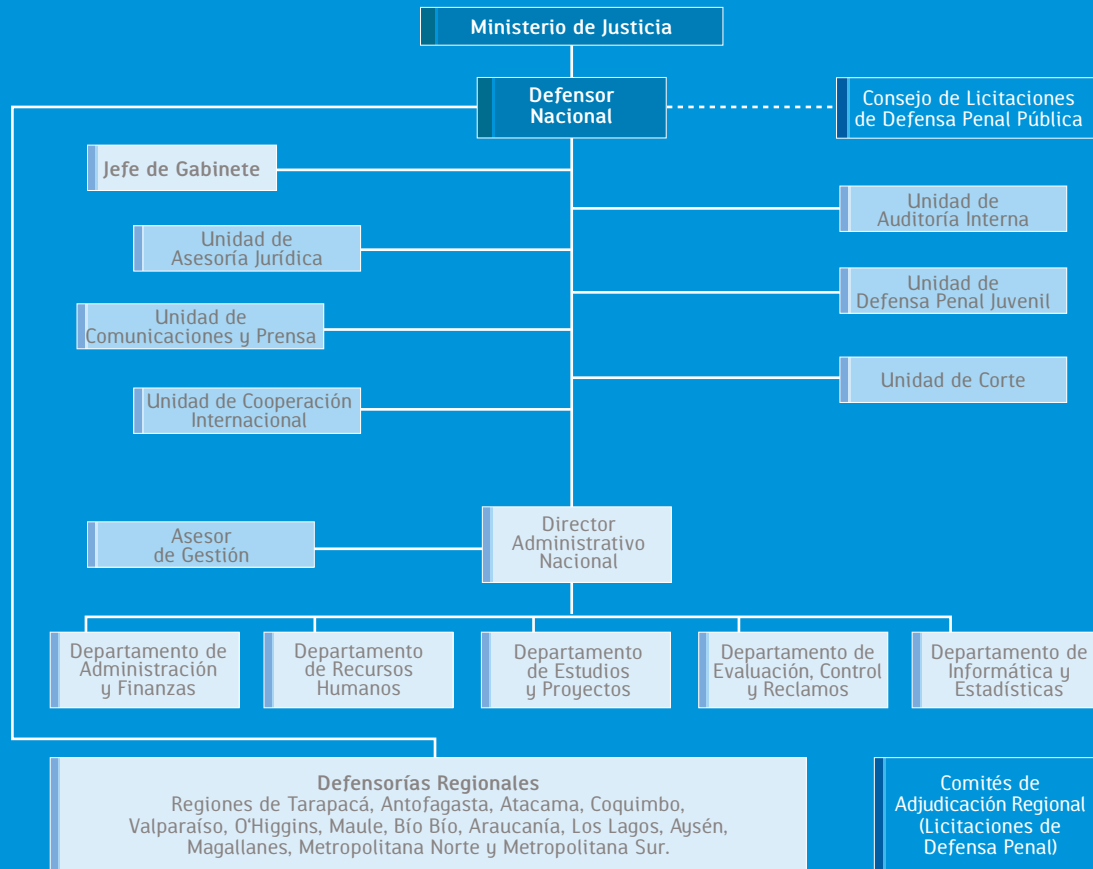 Ministerio de Justicia
Defensor
Nacional
Consejo de Licitaciones
de Defensa Penal Pública
Jefe de Gabinete
Unidad de
Auditoría Interna
Unidad de
Asesoría Jurídica
Unidad de
Defensa Penal Juvenil
Unidad de
Comunicaciones y Prensa
Unidad de Corte
Unidad de Cooperación
Internacional
Director
Administrativo
Nacional
Asesor
de Gestión
Departamento de
Administración
y Finanzas
Departamento
de Recursos
Humanos
Departamento
de Estudios
y Proyectos
Departamento de
Evaluación, Control
y Reclamos
Departamento de
Informática y
Estadísticas
Defensorías Regionales
Regiones de Tarapacá, Antofagasta, Atacama, Coquimbo,
Valparaíso, O‘Higgins, Maule, Bío Bío, Araucanía, Los Lagos, Aysén,
Magallanes, Metropolitana Norte y Metropolitana Sur.
Comités de
Adjudicación Regional
(Licitaciones de
Defensa Penal)